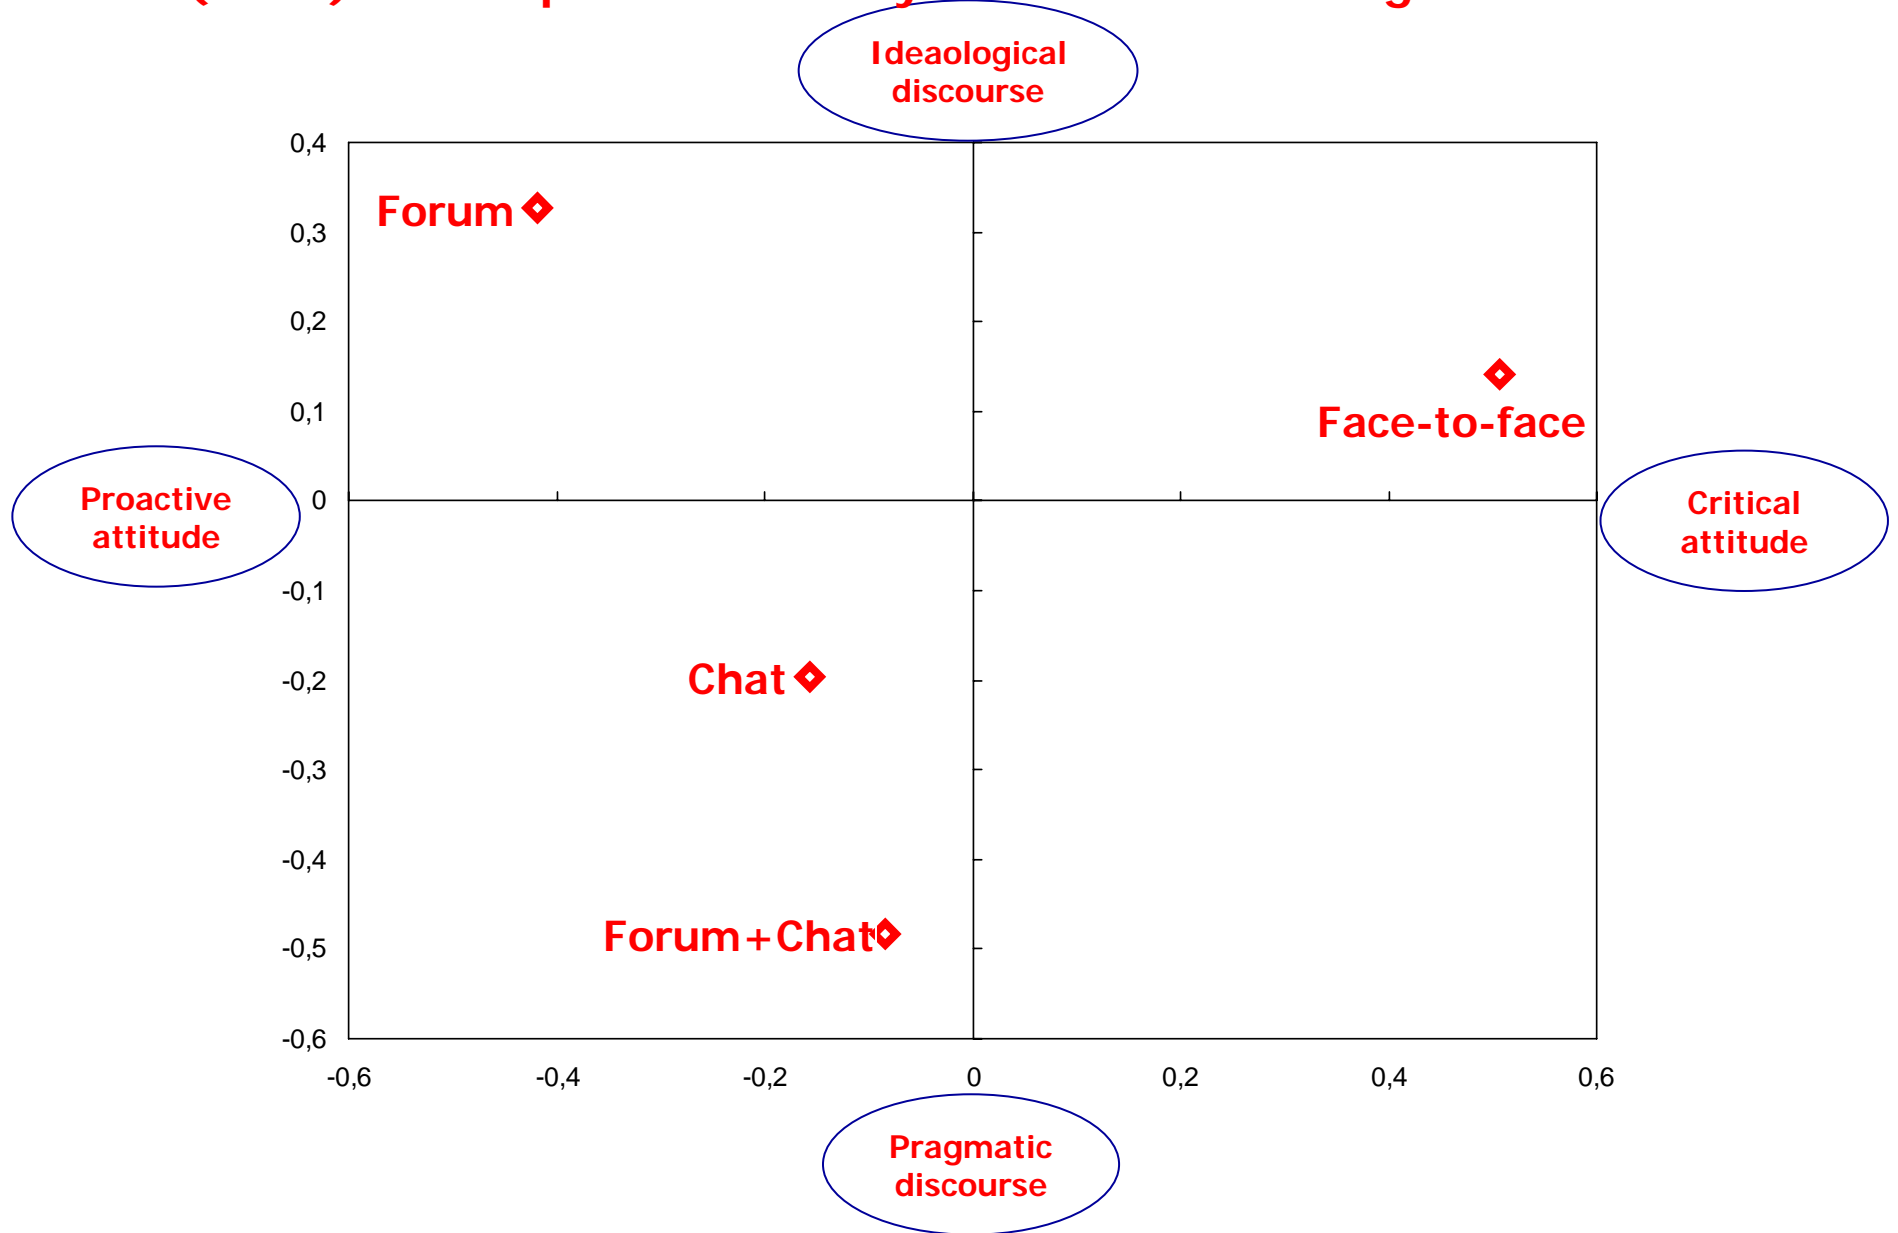 Ideaological
discourse
0,4
Forum
0,3
0,2
0,1
Face-to-face
0
Proactive
attitude
Critical
attitude
-0,1
-0,2
Chat
-0,3
-0,4
Forum+Chat
-0,5
-0,6
-0,6 -0,4 -0,2 0 0,2 0,4 0,6
Pragmatic
discourse